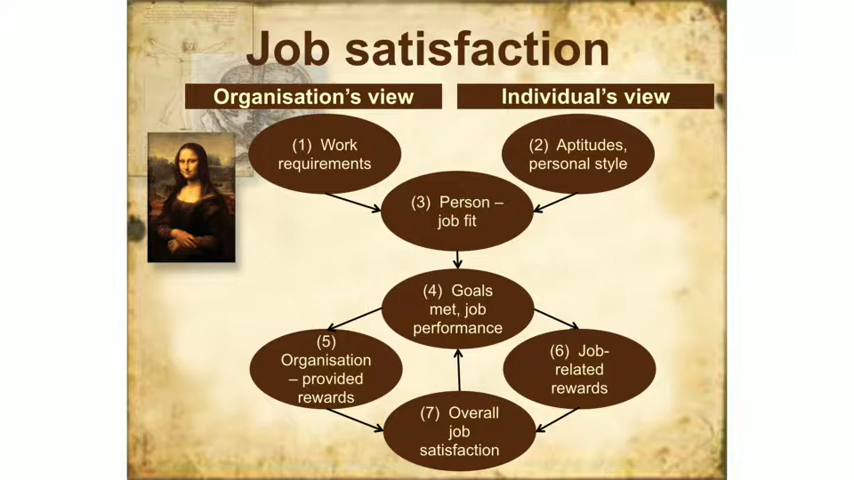 Job satisfaction
Organisation's view
Individual's view
(1) Work
requirements
(2) Aptitudes,
personal style
(3) Person –
job fit
(4) Goals
met, job
performance
(5)
Organisation
– provided
rewards
(6) Job-
related
rewards
(7) Overall
job
satisfaction